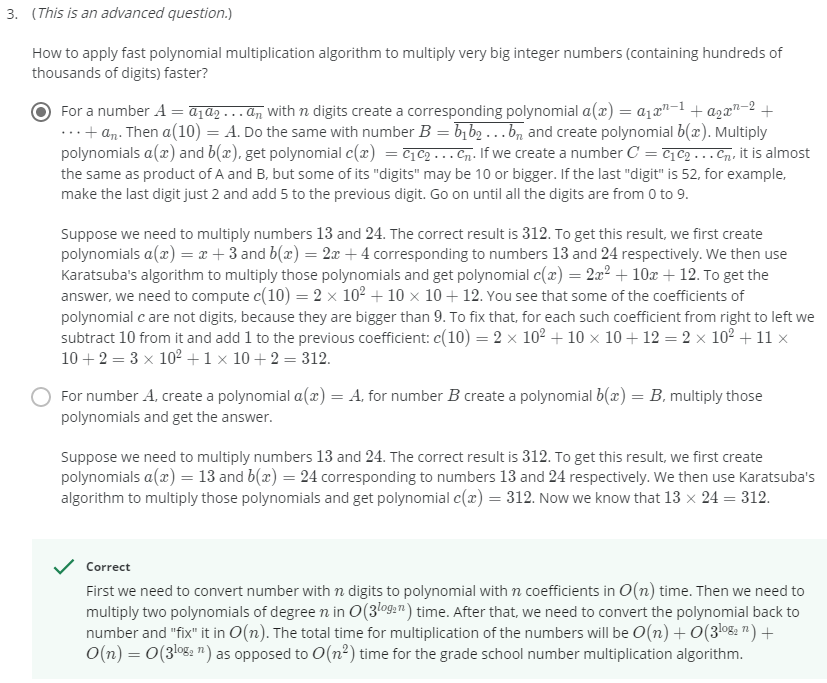 3. (This is an advanced question.)
How to apply fast polynomial multiplication algorithm to multiply very big integer numbers (containing hundreds of
thousands of digits) faster?
For a number $A = \overline{a_1a_2 \ldots a_n}$ with $n$ digits create a corresponding polynomial $a(x) = a_1x^{n-1} + a_2x^{n-2} +$
$\cdots + a_n$. Then $a(10) = A$. Do the same with number $B = \overline{b_1b_2 \ldots b_n}$ and create polynomial $b(x)$. Multiply
polynomials $a(x)$ and $b(x)$, get polynomial $c(x) = \overline{c_1c_2 \ldots c_n}$. If we create a number $C = \overline{c_1c_2 \ldots c_n}$, it is almost
the same as product of A and B, but some of its "digits" may be 10 or bigger. If the last "digit" is 52, for example,
make the last digit just 2 and add 5 to the previous digit. Go on until all the digits are from 0 to 9.
Suppose we need to multiply numbers 13 and 24. The correct result is 312. To get this result, we first create
polynomials $a(x) = x + 3$ and $b(x) = 2x + 4$ corresponding to numbers 13 and 24 respectively. We then use
Karatsuba's algorithm to multiply those polynomials and get polynomial $c(x) = 2x^2 + 10x + 12$. To get the
answer, we need to compute $c(10) = 2 \times 10^2 + 10 \times 10 + 12$. You see that some of the coefficients of
polynomial $c$ are not digits, because they are bigger than 9. To fix that, for each such coefficient from right to left we
subtract 10 from it and add 1 to the previous coefficient: $c(10) = 2 \times 10^2 + 10 \times 10 + 12 = 2 \times 10^2 + 11 \times$
$10 + 2 = 3 \times 10^2 + 1 \times 10 + 2 = 312$.
For number $A$, create a polynomial $a(x) = A$, for number $B$ create a polynomial $b(x) = B$, multiply those
polynomials and get the answer.
Suppose we need to multiply numbers 13 and 24. The correct result is 312. To get this result, we first create
polynomials $a(x) = 13$ and $b(x) = 24$ corresponding to numbers 13 and 24 respectively. We then use Karatsuba's
algorithm to multiply those polynomials and get polynomial $c(x) = 312$. Now we know that $13 \times 24 = 312$.
Correct
First we need to convert number with $n$ digits to polynomial with $n$ coefficients in $O(n)$ time. Then we need to
multiply two polynomials of degree $n$ in $O(3^{log_2 n})$ time. After that, we need to convert the polynomial back to
number and "fix" it in $O(n)$. The total time for multiplication of the numbers will be $O(n) + O(3^{\log_2 n}) +$
$O(n) = O(3^{\log_2 n})$ as opposed to $O(n^2)$ time for the grade school number multiplication algorithm.